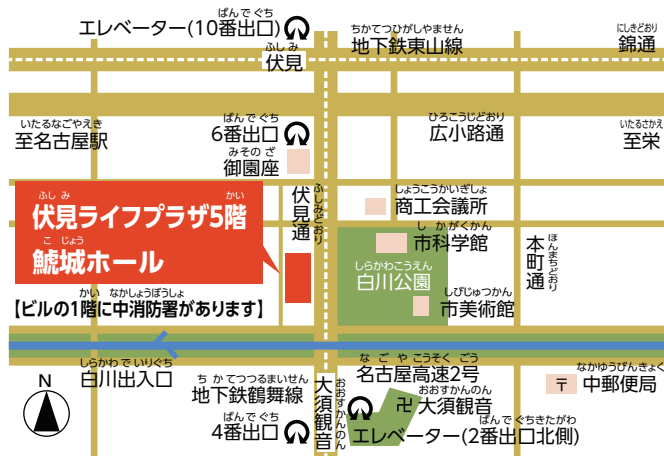 ばんでぐち
エレベーター(10番出口)
ふしみ
伏見
ちかてつひがしやません
地下鉄東山線
にしきどおり
錦通
いたるなごやえき
至名古屋駅
ばんでぐち
6番出口
みそのざ
御園座
ひろこうじどおり
広小路通
いたるさかえ
至栄
ふしみ かい
伏見ライフプラザ5階
こじょう
鯱城ホール
かい なかしょうぼうしょ
【ビルの1階に中消防署があります】
ふしみどおり
伏見通
しょうこうかいぎしょ
商工会議所
しかがくかん
市科学館
しらかわこうえん
白川公園
しびじゅつかん
市美術館
ほんまちどおり
本町通
しらかわでいりぐち
白川出入口
N
ちかてつつるまいせん
地下鉄鶴舞線
ばんでぐち
4番出口
おおすかんのん
大須観音
なごやこうそく ごう
名古屋高速2号
おおすかんのん
卍大須観音
ばんでぐちきたがわ
エレベーター(2番出口北側)
なかゆうびんきょく
〒 中郵便局